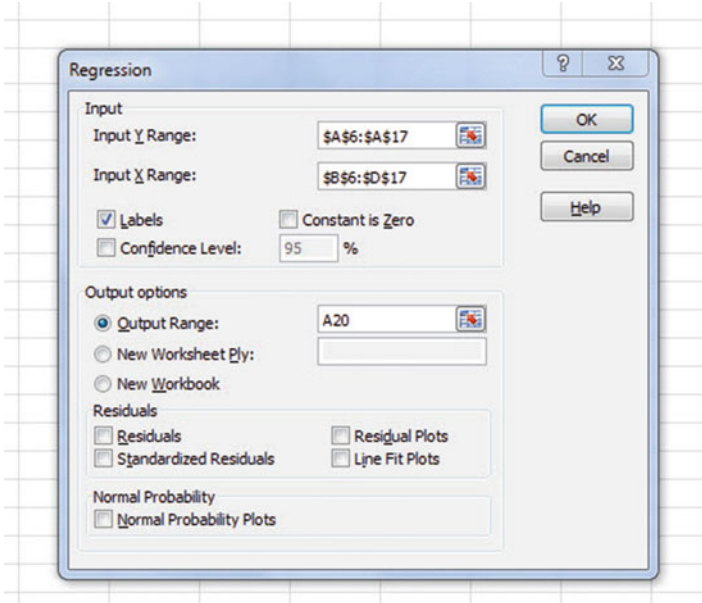 Regression
Input
Input Y Range: $A$6:$A$17
Input X Range: $B$6:$D$17
Labels Constant is Zero
Confidence Level: 95 %
OK
Cancel
Help
Output options
Output Range: A20
New Worksheet Ply:
New Workbook
Residuals
Residuals Residual Plots
Standardized Residuals Line Fit Plots
Normal Probability
Normal Probability Plots